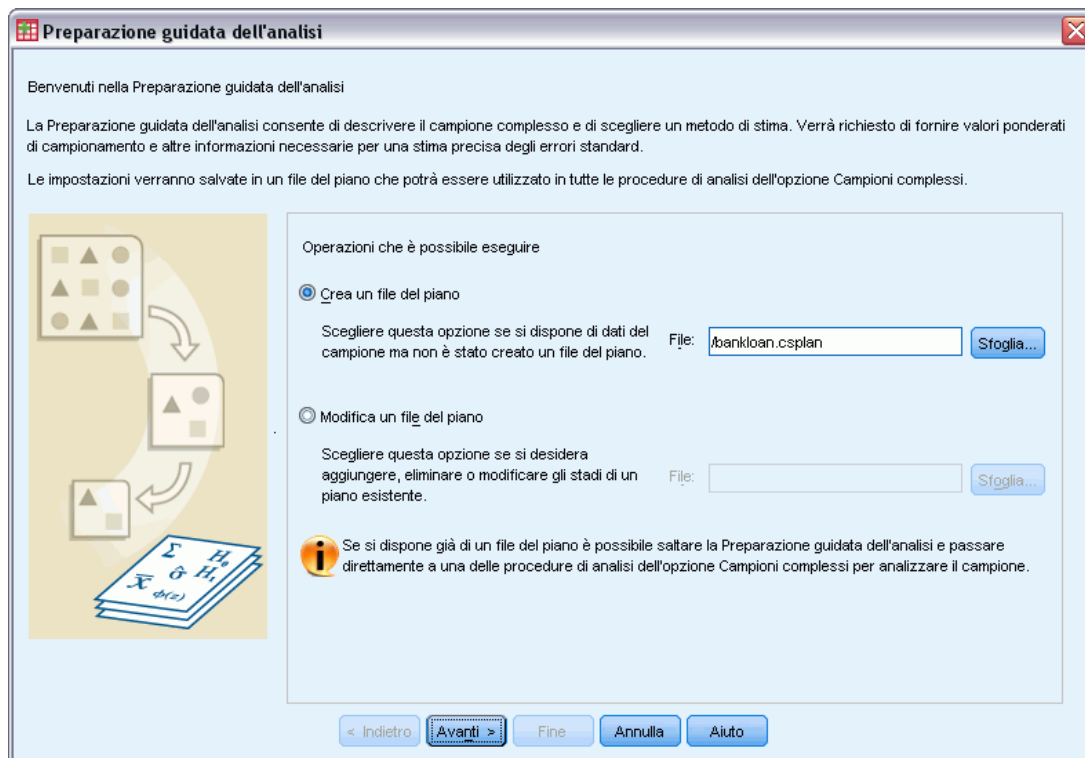 Preparazione guidata dell'analisi
Benvenuti nella Preparazione guidata dell'analisi
La Preparazione guidata dell'analisi consente di descrivere il campione complesso e di scegliere un metodo di stima. Verrà richiesto di fornire valori ponderati
di campionamento e altre informazioni necessarie per una stima precisa degli errori standard.
Le impostazioni verranno salvate in un file del piano che potrà essere utilizzato in tutte le procedure di analisi dell'opzione Campioni complessi.
Operazioni che è possibile eseguire
Crea un file del piano
Scegliere questa opzione se si dispone di dati del
campione ma non è stato creato un file del piano.
File: /bankloan.csplan Sfoglia...
Modifica un file del piano
Scegliere questa opzione se si desidera
aggiungere, eliminare o modificare gli stadi di un
piano esistente.
File: Sfoglia...
Se si dispone già di un file del piano è possibile saltare la Preparazione guidata dell'analisi e passare
direttamente a una delle procedure di analisi dell'opzione Campioni complessi per analizzare il campione.
Σ H₀
x̄ σ̂ H₁
φ(z)
< Indietro Avanti > Fine Annulla Aiuto